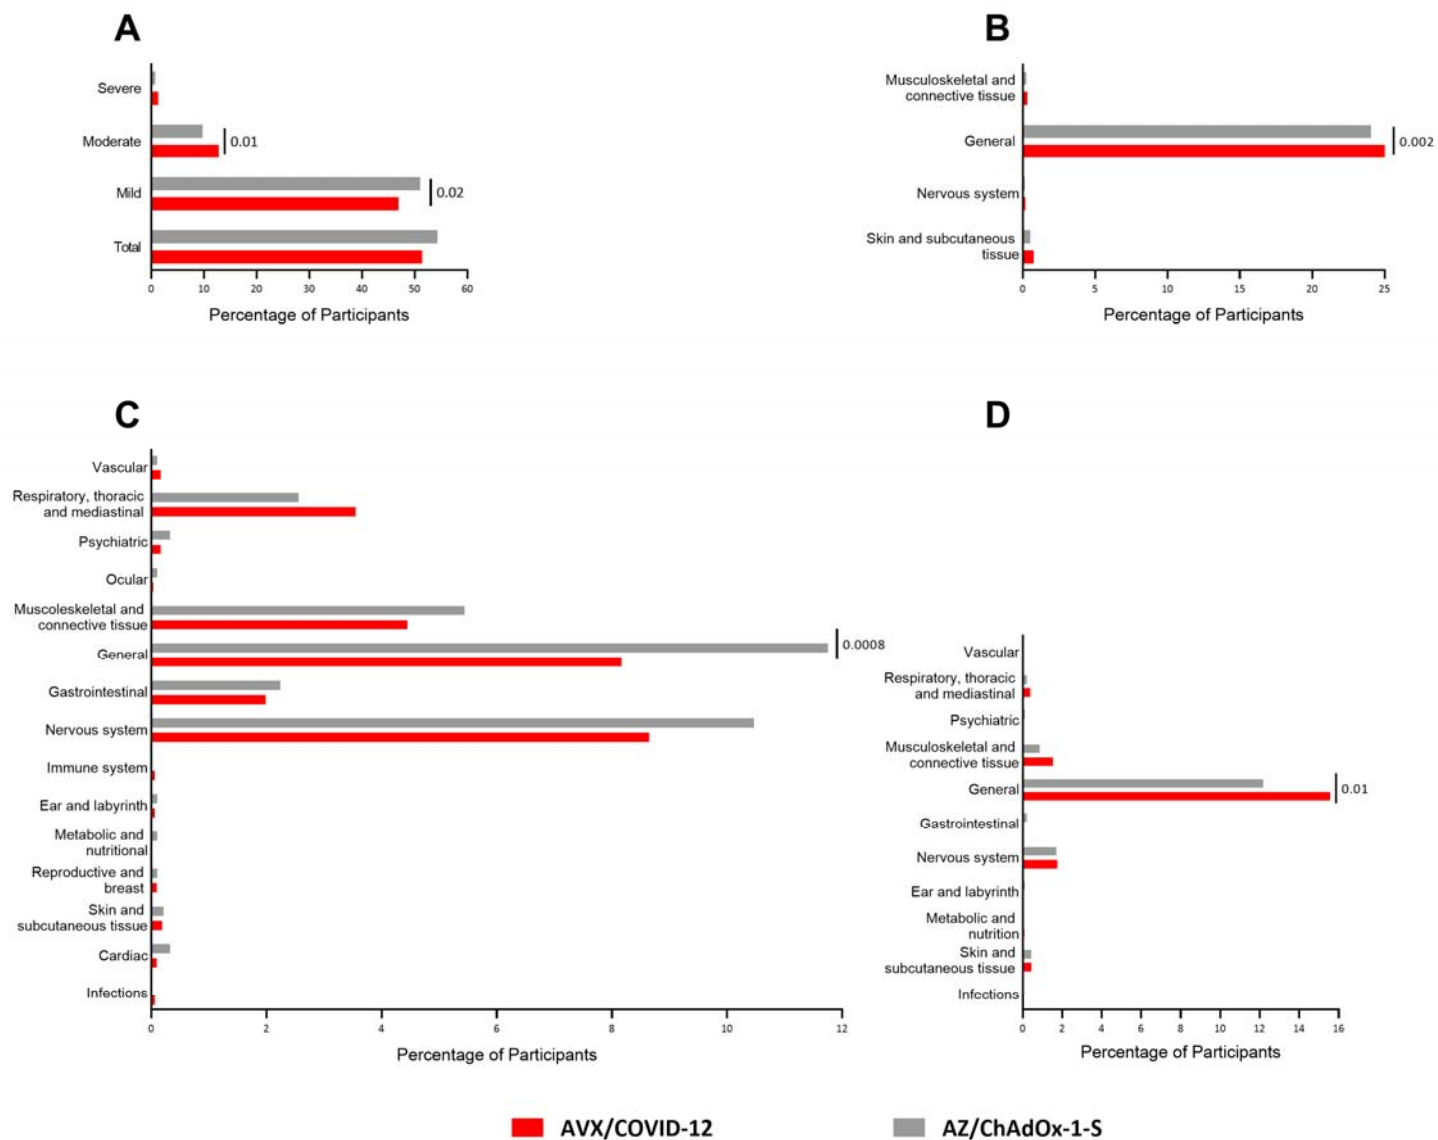 A
Severe
Moderate
0.01
Mild
0.02
Total
0 10 20 30 40 50 60
Percentage of Participants
B
Musculoskeletal and
connective tissue
General
0.002
Nervous system
Skin and subcutaneous
tissue
0 5 10 15 20 25
Percentage of Participants
C
Vascular
Respiratory, thoracic
and mediastinal
Psychiatric
Ocular
Muscoleskeletal and
connective tissue
General
0.0008
Gastrointestinal
Nervous system
Immune system
Ear and labyrinth
Metabolic and
nutritional
Reproductive and
breast
Skin and
subcutaneous tissue
Cardiac
Infections
0 2 4 6 8 10 12
Percentage of Participants
D
Vascular
Respiratory, thoracic
and mediastinal
Psychiatric
Musculoskeletal and
connective tissue
General
0.01
Gastrointestinal
Nervous system
Ear and labyrinth
Metabolic and
nutrition
Skin and
subcutaneous tissue
Infections
0 2 4 6 8 10 12 14 16
Percentage of Participants
AVX/COVID-12
AZ/ChAdOx-1-S